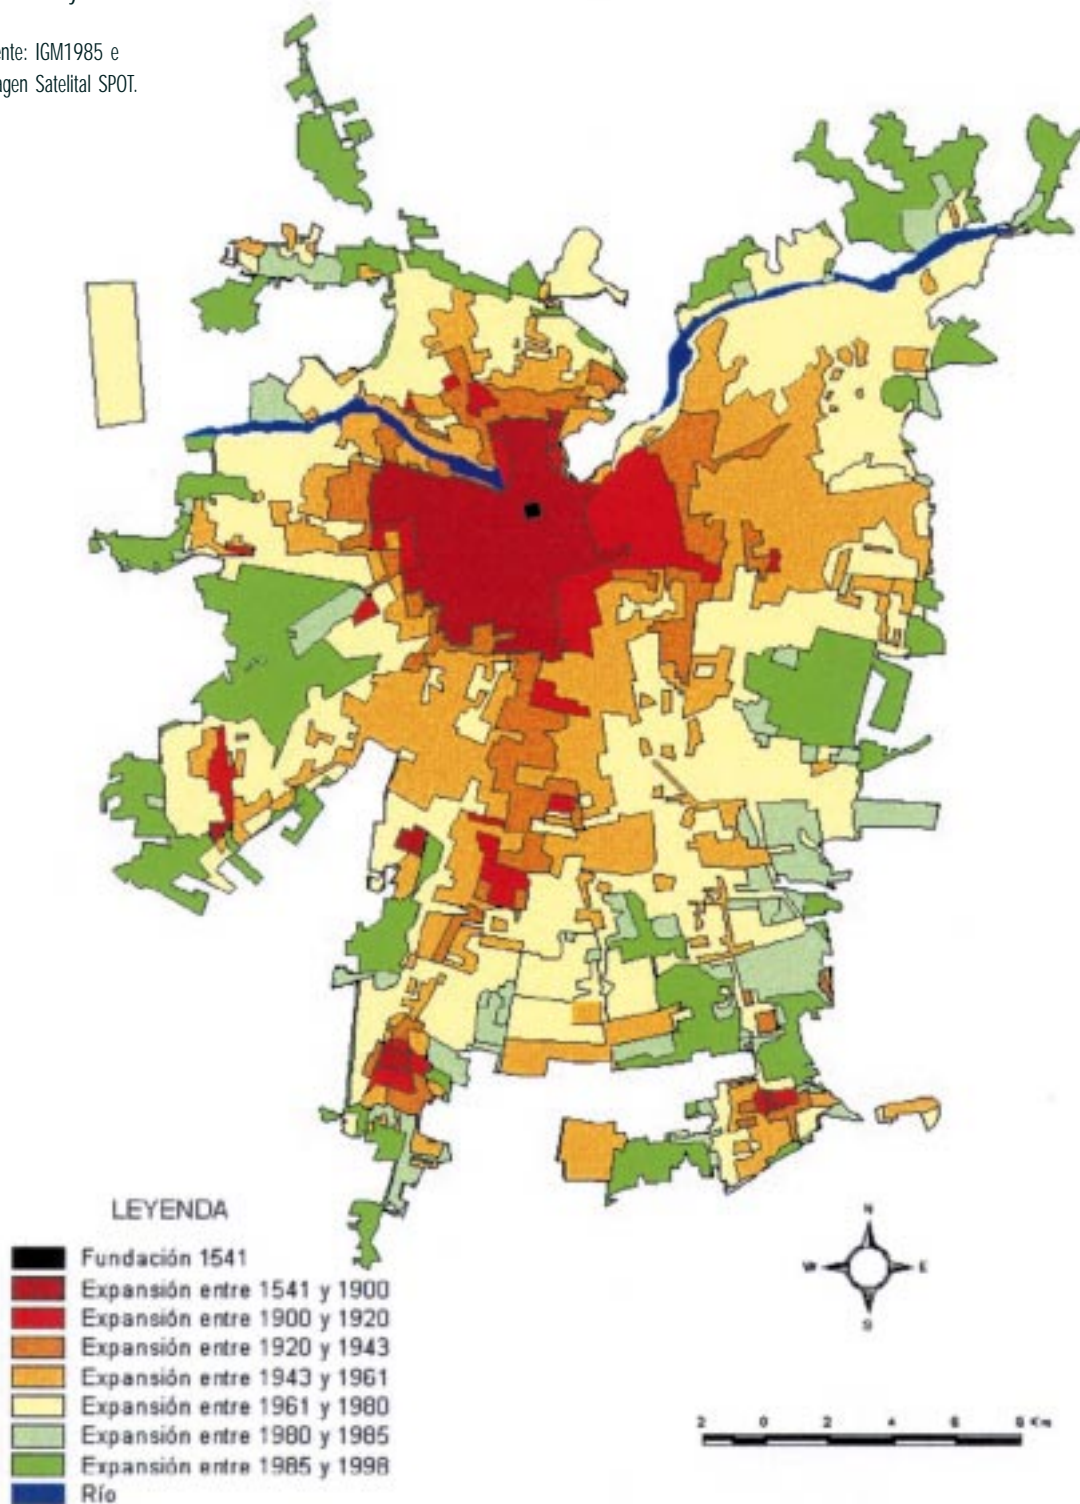 ente: IGM1985 e
agen Satelital SPOT.
LEYENDA
Fundación 1541
Expansión entre 1541 y 1900
Expansión entre 1900 y 1920
Expansión entre 1920 y 1943
Expansión entre 1943 y 1961
Expansión entre 1961 y 1980
Expansión entre 1980 y 1985
Expansión entre 1985 y 1998
Río
N
W E
S
2 0 2 4 6 8 Km